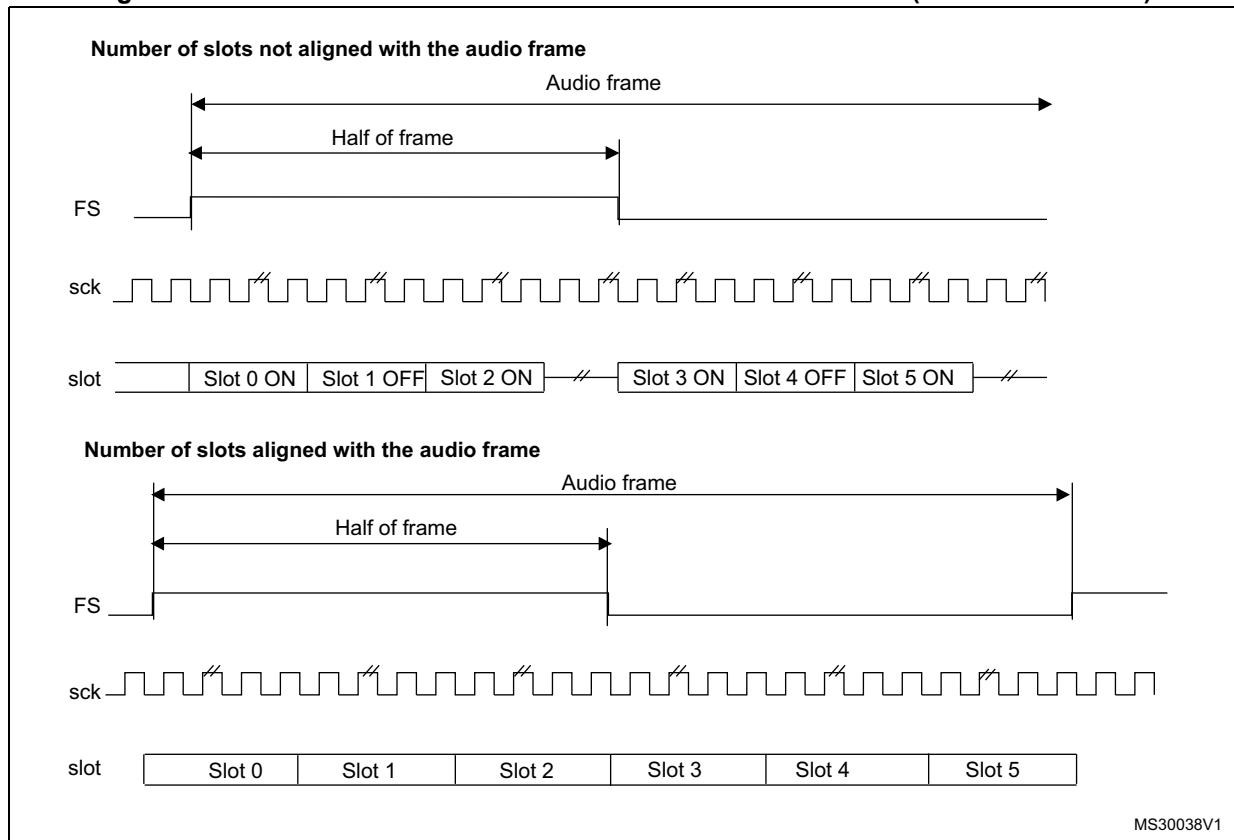 Number of slots not aligned with the audio frame
Audio frame
Half of frame
FS
sck
slot Slot 0 ON Slot 1 OFF Slot 2 ON Slot 3 ON Slot 4 OFF Slot 5 ON
Number of slots aligned with the audio frame
Audio frame
Half of frame
FS
sck
slot Slot 0 Slot 1 Slot 2 Slot 3 Slot 4 Slot 5
MS30038V1